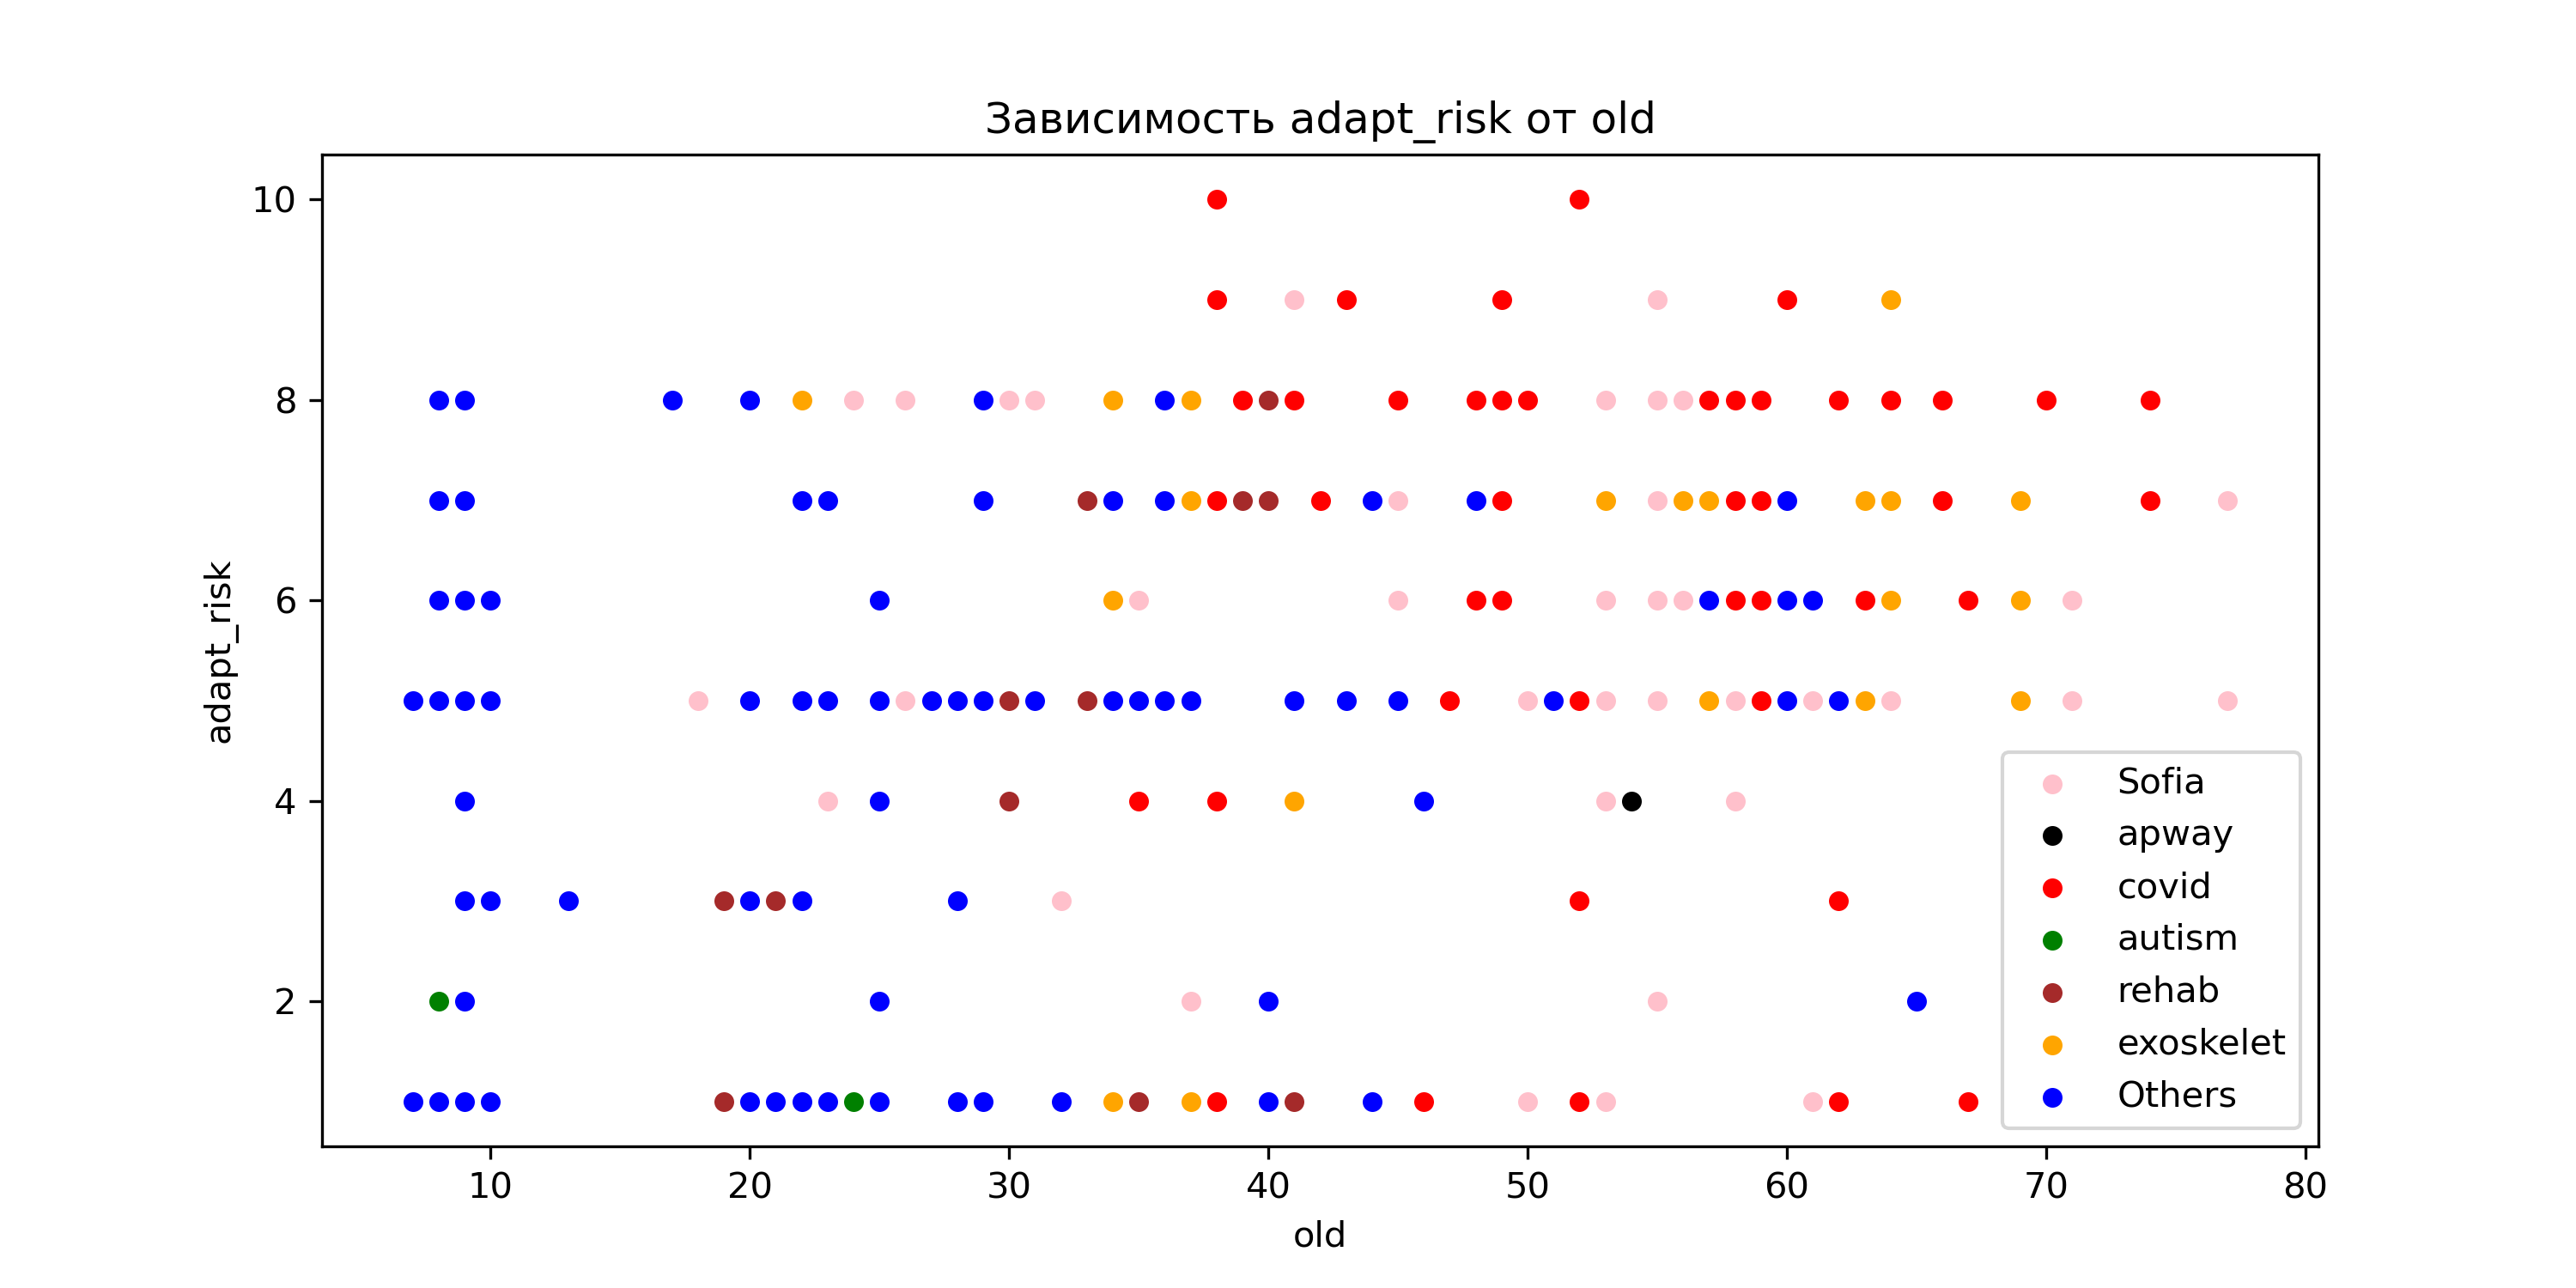 Зависимость adapt_risk от old
adapt_risk
10
8
6
4
2
10 20 30 40 50 60 70 80
old
Sofia
apway
covid
autism
rehab
exoskelet
Others